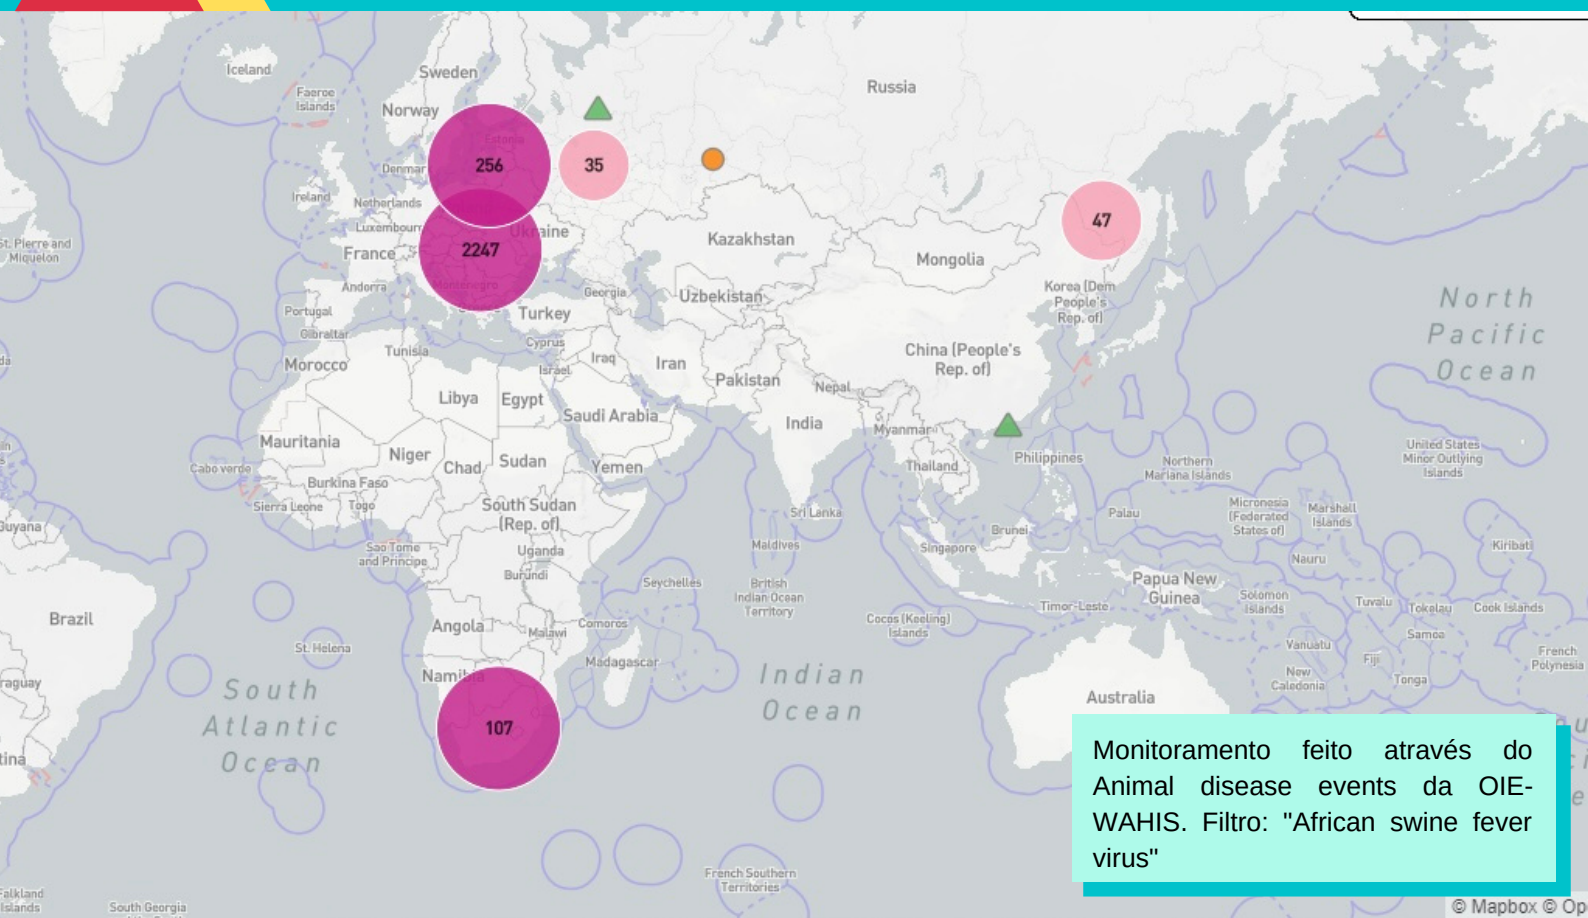 Iceland
Sweden
Russia
Faeroe
Islands
Norway
Estonia
256
35
Denmar
Ireland
Netherlands
Luxembour
Ukraine
47
St. Pierre and
Miquelon
France
2247
Kazakhstan
Mongolia
Andorra
Montenegro
Georgia
Uzbekistan
Korea (Dem
People's
Rep. of)
North
Pacific
Ocean
Portugal
Turkey
Gibraltar
Cyprus
Tunisia
Morocco
Israel
Iraq
Iran
China (People's
Rep. of)
Pakistan
Nepal
Libya
Egypt
Saudi Arabia
India
Myanmar
Mauritania
Niger
Chad
Sudan
Yemen
Thailand
Philippines
Northern
Mariana Islands
United States
Minor Outlying
Islands
Cabo verde
Burkina Faso
Sierra Leone
Togo
South Sudan
(Rep. of)
Sri Lanka
Palau
Micronesia
(Federated
States of)
Marshall
Islands
Guyana
Brunei
Sao Tome
and Principe
Uganda
Maldives
Singapore
Nauru
Kiribati
Burundi
Seychelles
British
Indian Ocean
Territory
Papua New
Guinea
Solomon
Islands
Timor-Leste
Tuvalu
Tokelau
Cook Islands
Brazil
Angola
Malawi
Comoros
Cocos (Keeling)
Islands
Samoa
St. Helena
Madagascar
Vanuatu
Fiji
French
Polynesia
raguay
Namibia
New
Caledonia
Tonga
South
Atlantic
Ocean
Indian
Ocean
Australia
107
tina
Monitoramento feito através do
Animal disease events da OIE-
WAHIS. Filtro: "African swine fever
virus"
French Southern
Territories
Falkland
Islands
South Georgia
© Mapbox © Op